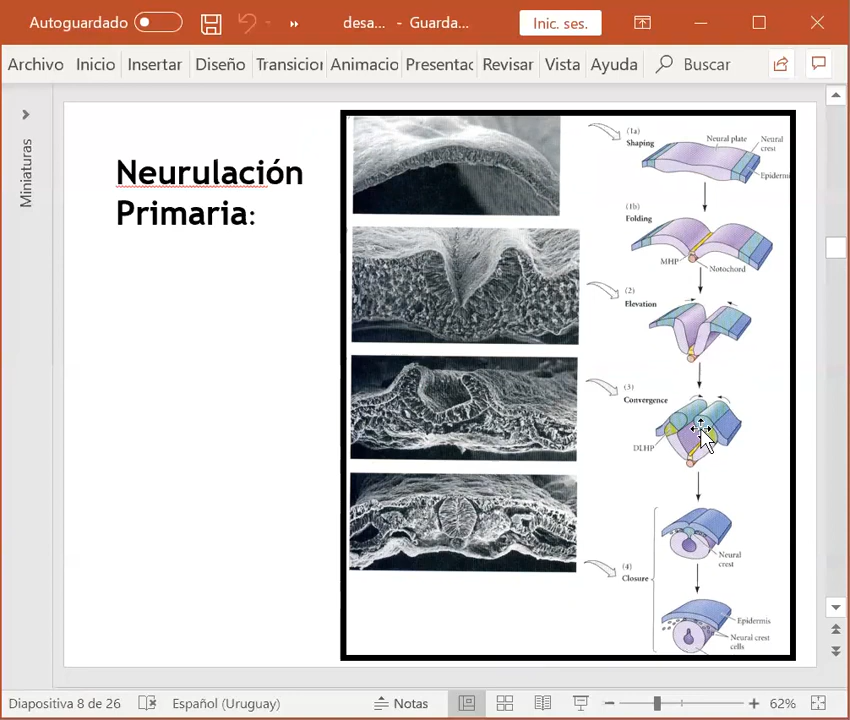 Autoguardado
desa... - Guarda...
Inic. ses.
Archivo Inicio Insertar Diseño Transicior Animacio Presentac Revisar Vista Ayuda Buscar
Miniaturas
Neurulación
Primaria:
(1a)
Shaping
Neural plate
Neural
crest
Epidermi
(1b)
Folding
MHP
Notochord
(2)
Elevation
(3)
Convergence
DLHP
(4)
Closure
Neural
crest
Epidermis
Neural crest
cells
Diapositiva 8 de 26 Español (Uruguay) Notas 62%